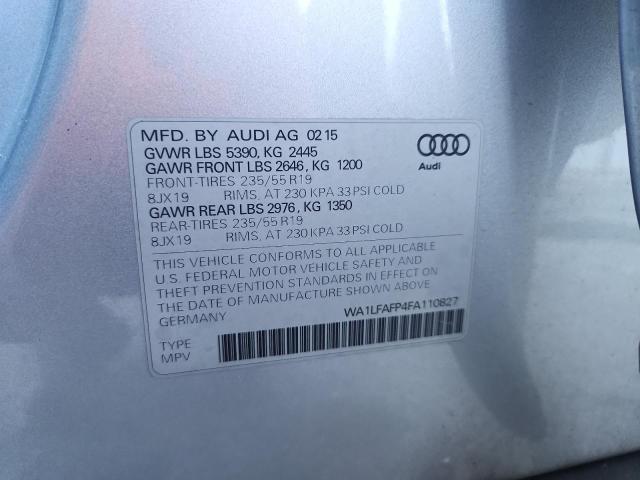 MFD. BY AUDI AG 02 15
GVWR LBS 5390, KG 2445
GAWR FRONT LBS 2646, KG 1200
FRONT-TIRES 235/55 R19
8JX19 RIMS, AT 230 KPA 33 PSI COLD
GAWR REAR LBS 2976, KG 1350
REAR-TIRES 235/55 R19
8JX19 RIMS, AT 230 KPA 33 PSI COLD
Audi
THIS VEHICLE CONFORMS TO ALL APPLICABLE
U.S. FEDERAL MOTOR VEHICLE SAFETY AND
THEFT PREVENTION STANDARDS IN EFFECT ON
THE DATE OF MANUFACTURE SHOWN ABOVE
GERMANY
WA1LFAFP4FA110827
TYPE
MPV